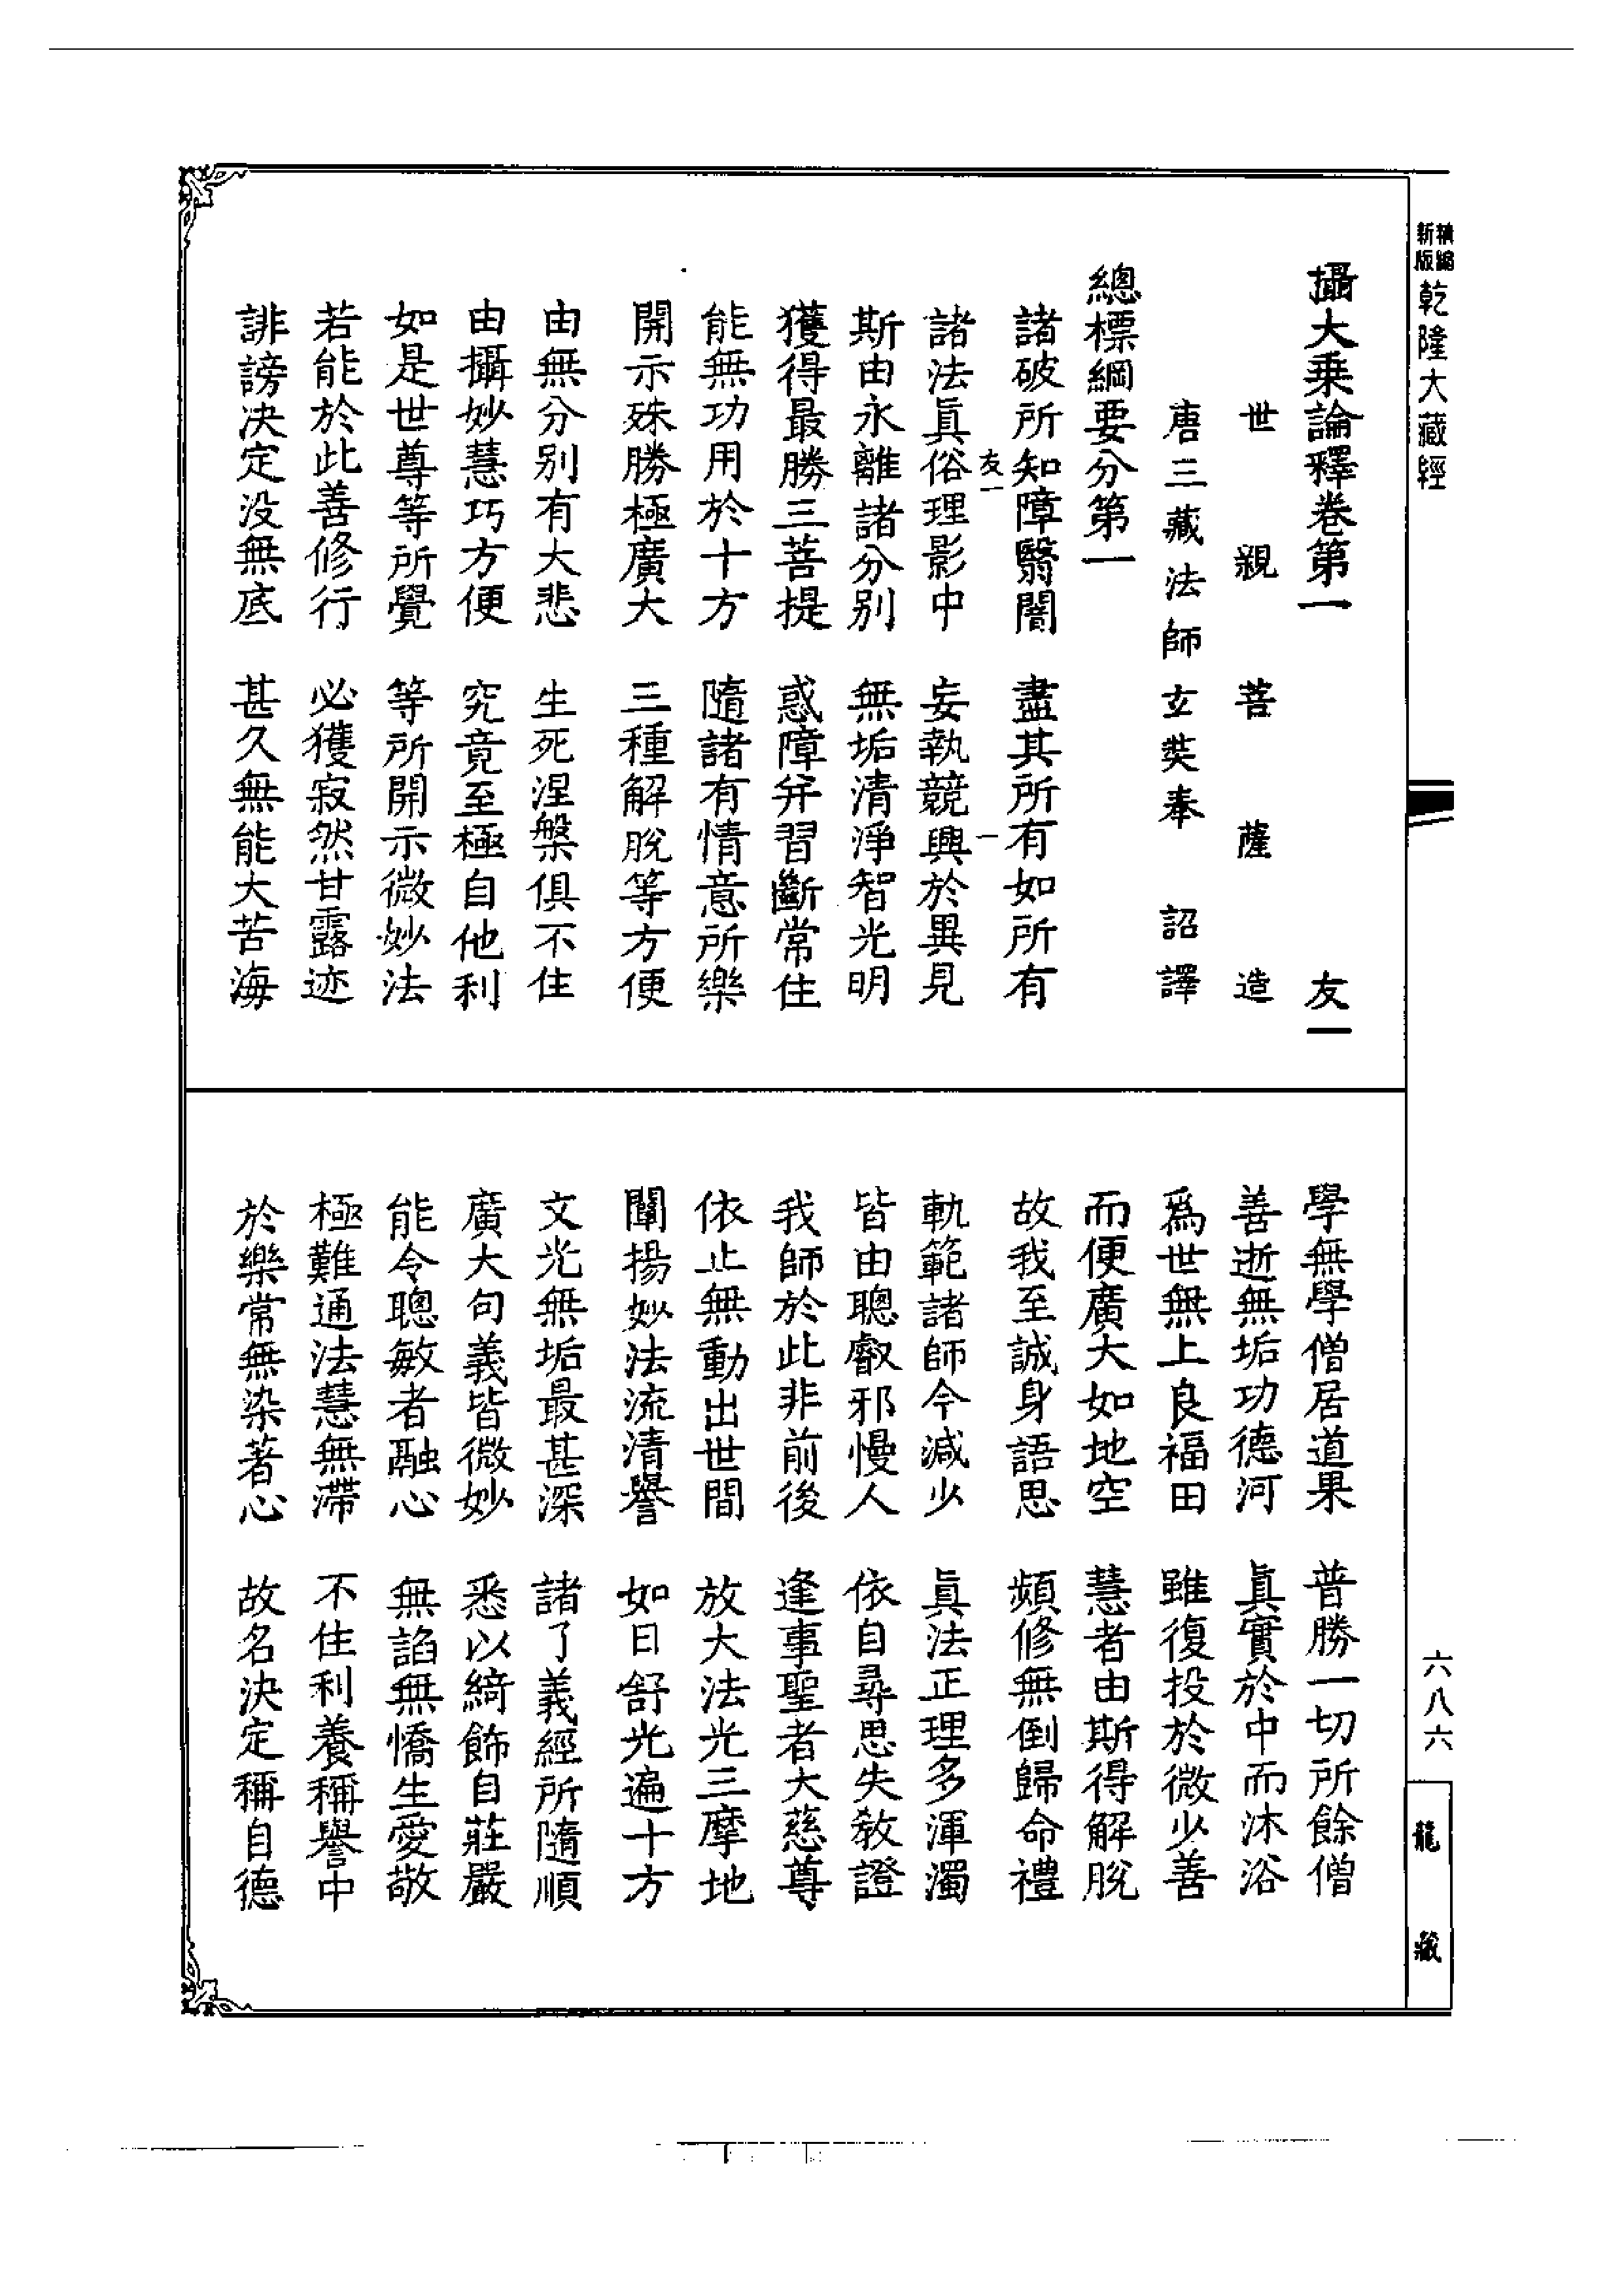 精縮
新版
乾隆大藏經
攝大乘論釋卷第一　友一
世親菩薩造
唐三藏法師玄奘奉詔譯
總標綱要分第一
諸破所知障翳闇　盡其所有如所有
友一　一
諸法眞俗理影中　妄執競興於異見
斯由永離諸分別　無垢清淨智光明
獲得最勝三菩提　惑障并習斷常住
能無功用於十方　隨諸有情意所樂
開示殊勝極廣大　三種解脫等方便
由無分別有大悲　生死涅槃俱不住
由攝妙慧巧方便　究竟至極自他利
如是世尊等所覺　等所開示微妙法
若能於此善修行　必獲寂然甘露迹
誹謗決定没無底　甚久無能大苦海
學無學僧居道果　普勝一切所餘僧
善逝無垢功德河　眞實於中而沐浴
爲世無上良福田　雖復投於微少善
而便廣大如地空　慧者由斯得解脫
故我至誠身語思　頻修無倒歸命禮
軌範諸師今減少　眞法正理多渾濁
皆由聰叡邪慢人　依自尋思失教證
我師於此非前後　逢事聖者大慈尊
依止無動出世間　放大法光三摩地
闡揚妙法流清譽　如日舒光遍十方
文光無垢最甚深　諸了義經所隨順
廣大句義皆微妙　悉以綺飾自莊嚴
能令聰敏者融心　無諂無憍生愛敬
極難通法慧無滯　不住利養稱譽中
於樂常無染著心　故名決定稱自德
六八六
龍藏